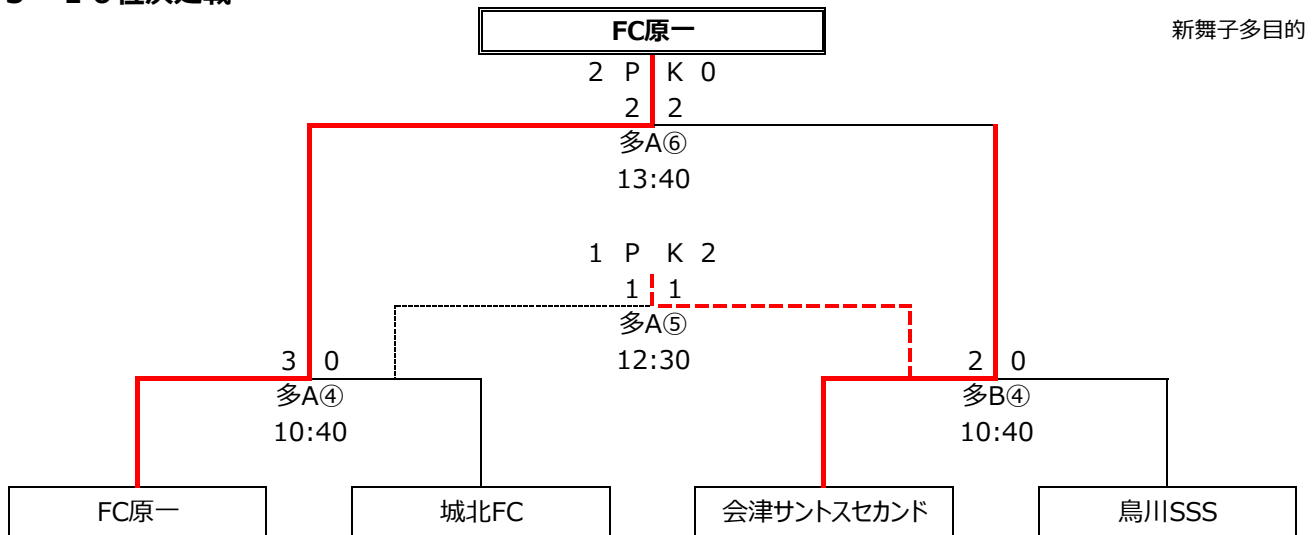 FC原一
新舞子多目的
2 P K 0
2 2
多A⑥
13:40
1 P K 2
1 1
多A⑤
12:30
3 0
多A④
10:40
2 0
多B④
10:40
FC原一
城北FC
会津サントスセカンド
鳥川SSS